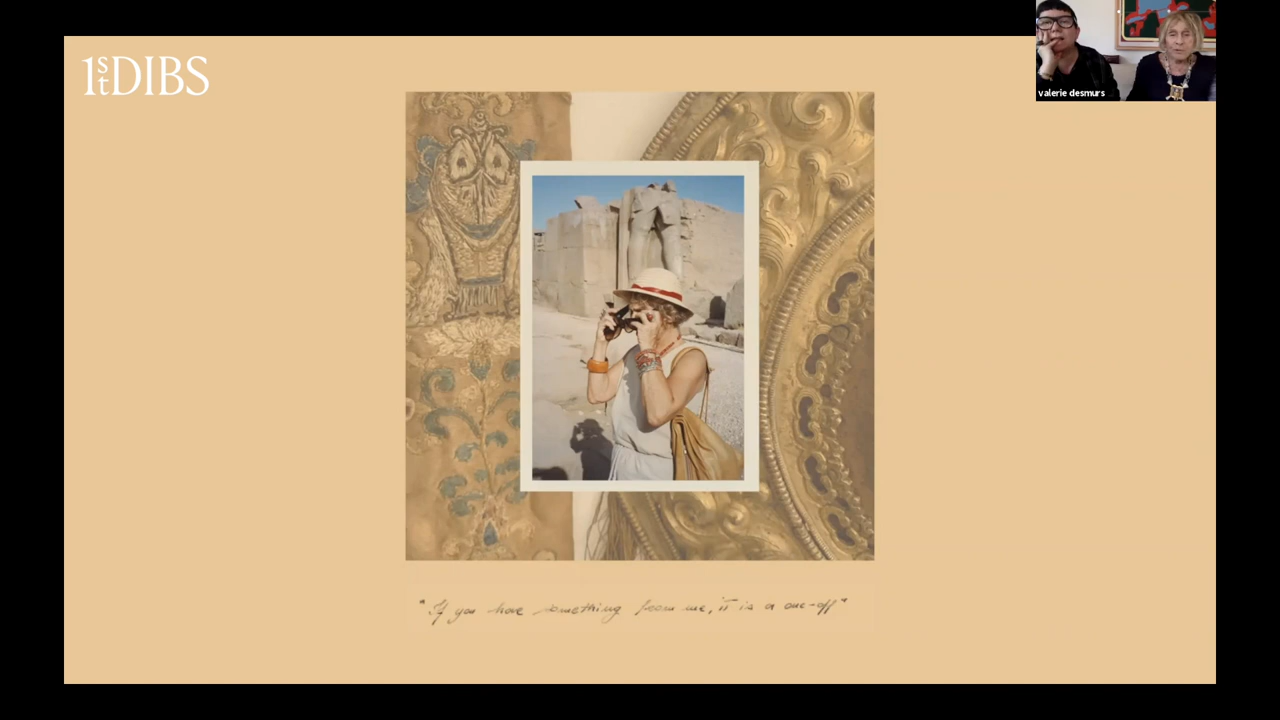 1stDIBS
valerie desmurs
"If you have something from me, it is a one-off"